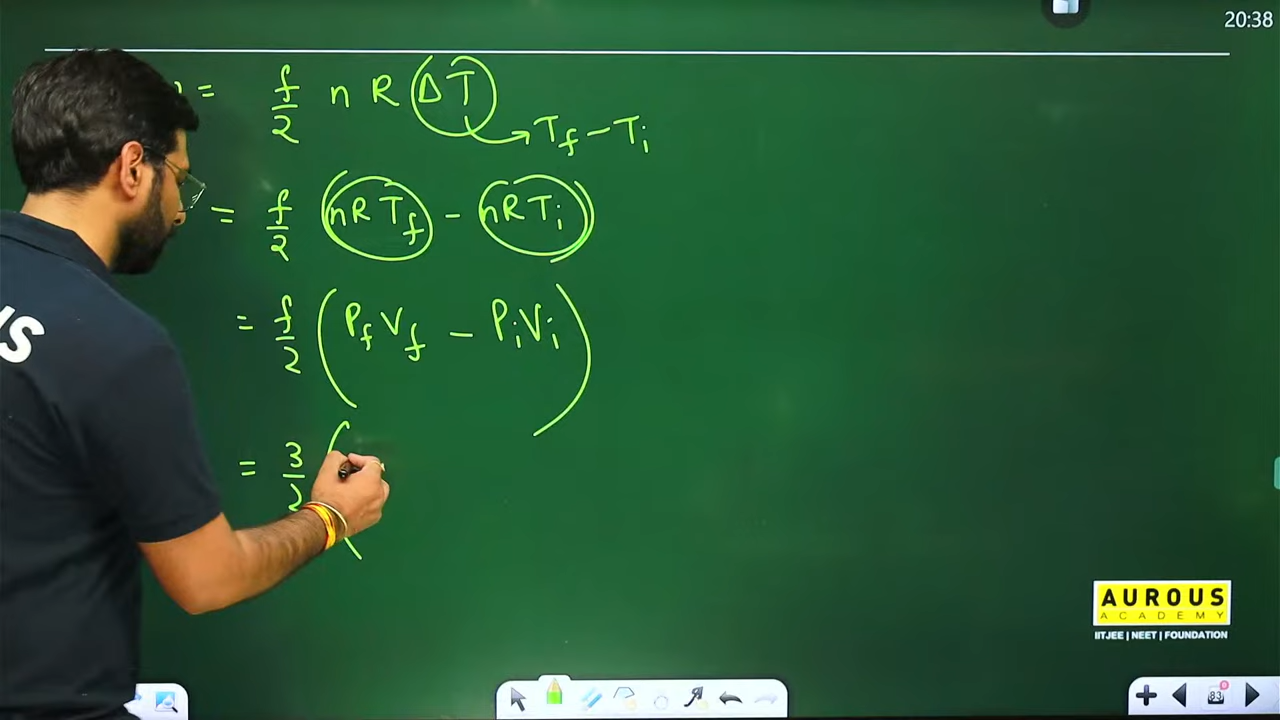 20:38
= f/2 n R (ΔT)
→ T_f - T_i
= f/2 (nRT_f - nRT_i)
= f/2 (P_f V_f - P_i V_i)
= 3/2 (
AUROUS
ACADEMY
IITJEE | NEET | FOUNDATION
83